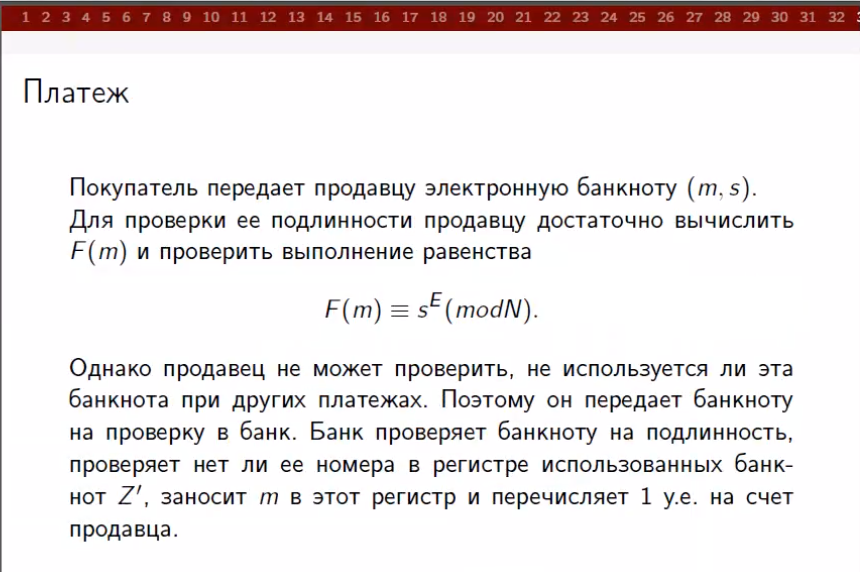 1 2 3 4 5 6 7 8 9 10 11 12 13 14 15 16 17 18 19 20 21 22 23 24 25 26 27 28 29 30 31 32 3
Платеж
Покупатель передает продавцу электронную банкноту (m, s).
Для проверки ее подлинности продавцу достаточно вычислить
F(m) и проверить выполнение равенства
F(m) ≡ s^E(modN).
Однако продавец не может проверить, не используется ли эта
банкнота при других платежах. Поэтому он передает банкноту
на проверку в банк. Банк проверяет банкноту на подлинность,
проверяет нет ли ее номера в регистре использованных банк-
нот Z′, заносит m в этот регистр и перечисляет 1 у.е. на счет
продавца.